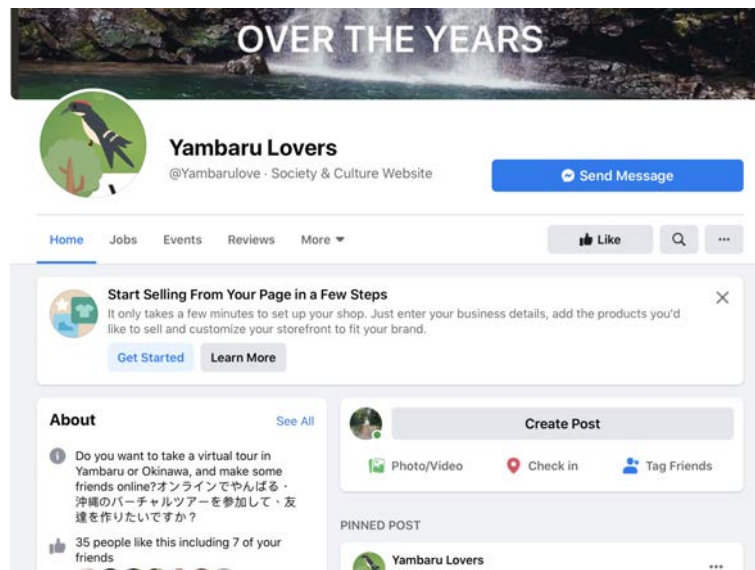 OVER THE YEARS
Yambaru Lovers
@Yambarulove · Society & Culture Website
Send Message
Home Jobs Events Reviews More
Like
Start Selling From Your Page in a Few Steps
It only takes a few minutes to set up your shop. Just enter your business details, add the products you'd
like to sell and customize your storefront to fit your brand.
Get Started Learn More
About See All
Do you want to take a virtual tour in
Yambaru or Okinawa, and make some
friends online?オンラインでやんばる・
沖縄のバーチャルツアーを参加して、友
達を作りたいですか？
35 people like this including 7 of your
friends
Create Post
Photo/Video Check in Tag Friends
PINNED POST
Yambaru Lovers